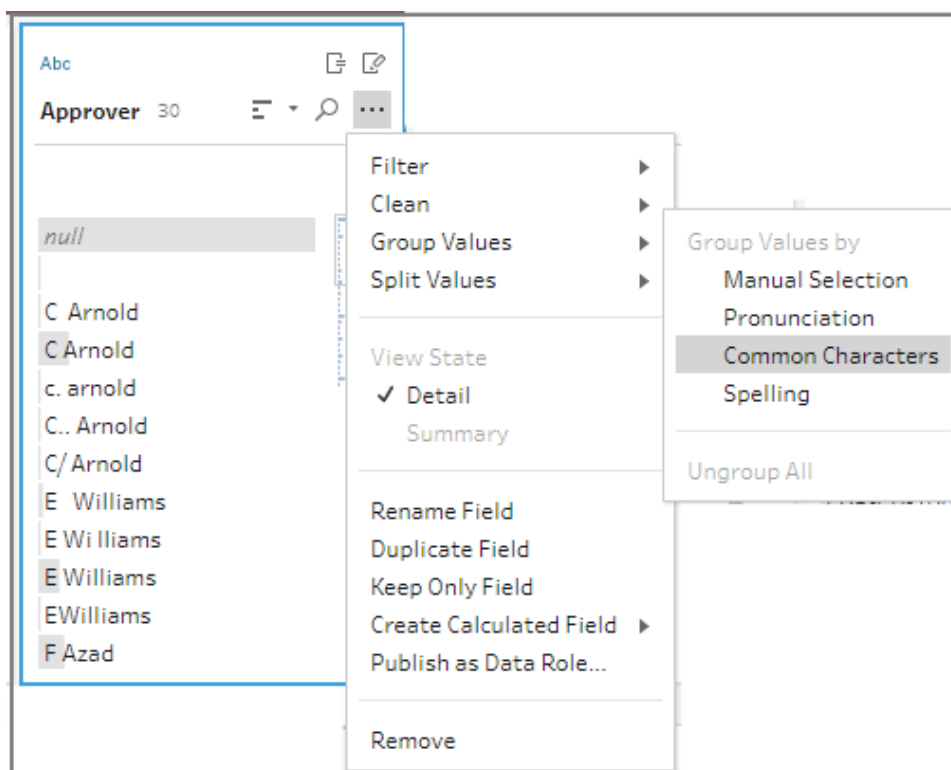 Abc
Approver 30
null
C Arnold
C Arnold
c. arnold
C.. Arnold
C/ Arnold
E  Williams
E Wi lliams
E Williams
EWilliams
F Azad
Filter
Clean
Group Values
Split Values
View State
✓ Detail
Summary
Rename Field
Duplicate Field
Keep Only Field
Create Calculated Field
Publish as Data Role...
Remove
Group Values by
Manual Selection
Pronunciation
Common Characters
Spelling
Ungroup All